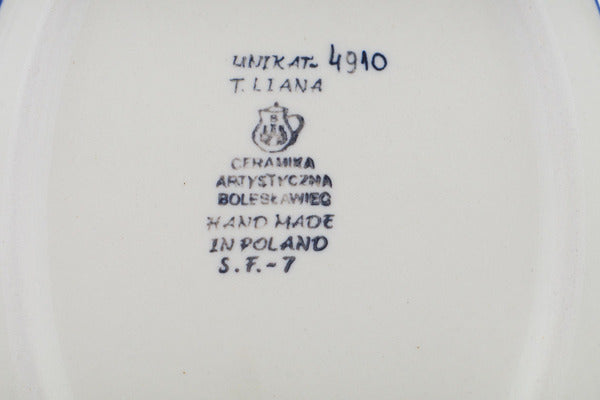 UNIKAT- 4910
T. LIANA
CERAMIKA
ARTYSTYCZNA
BOLESŁAWIEC
HAND MADE
IN POLAND
S.F.-7